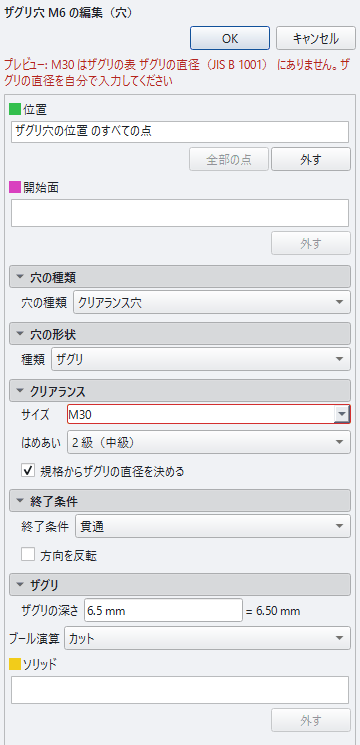 ザグリ穴 M6 の編集（穴）
OK
キャンセル
プレビュー: M30 はザグリの表 ザグリの直径（JIS B 1001） にありません。ザ
グリの直径を自分で入力してください
位置
ザグリ穴の位置 のすべての点
全部の点
外す
開始面
外す
穴の種類
穴の種類 クリアランス穴
穴の形状
種類 ザグリ
クリアランス
サイズ M30
はめあい 2 級（中級）
規格からザグリの直径を決める
終了条件
終了条件 貫通
方向を反転
ザグリ
ザグリの深さ 6.5 mm = 6.50 mm
ブール演算 カット
ソリッド
外す